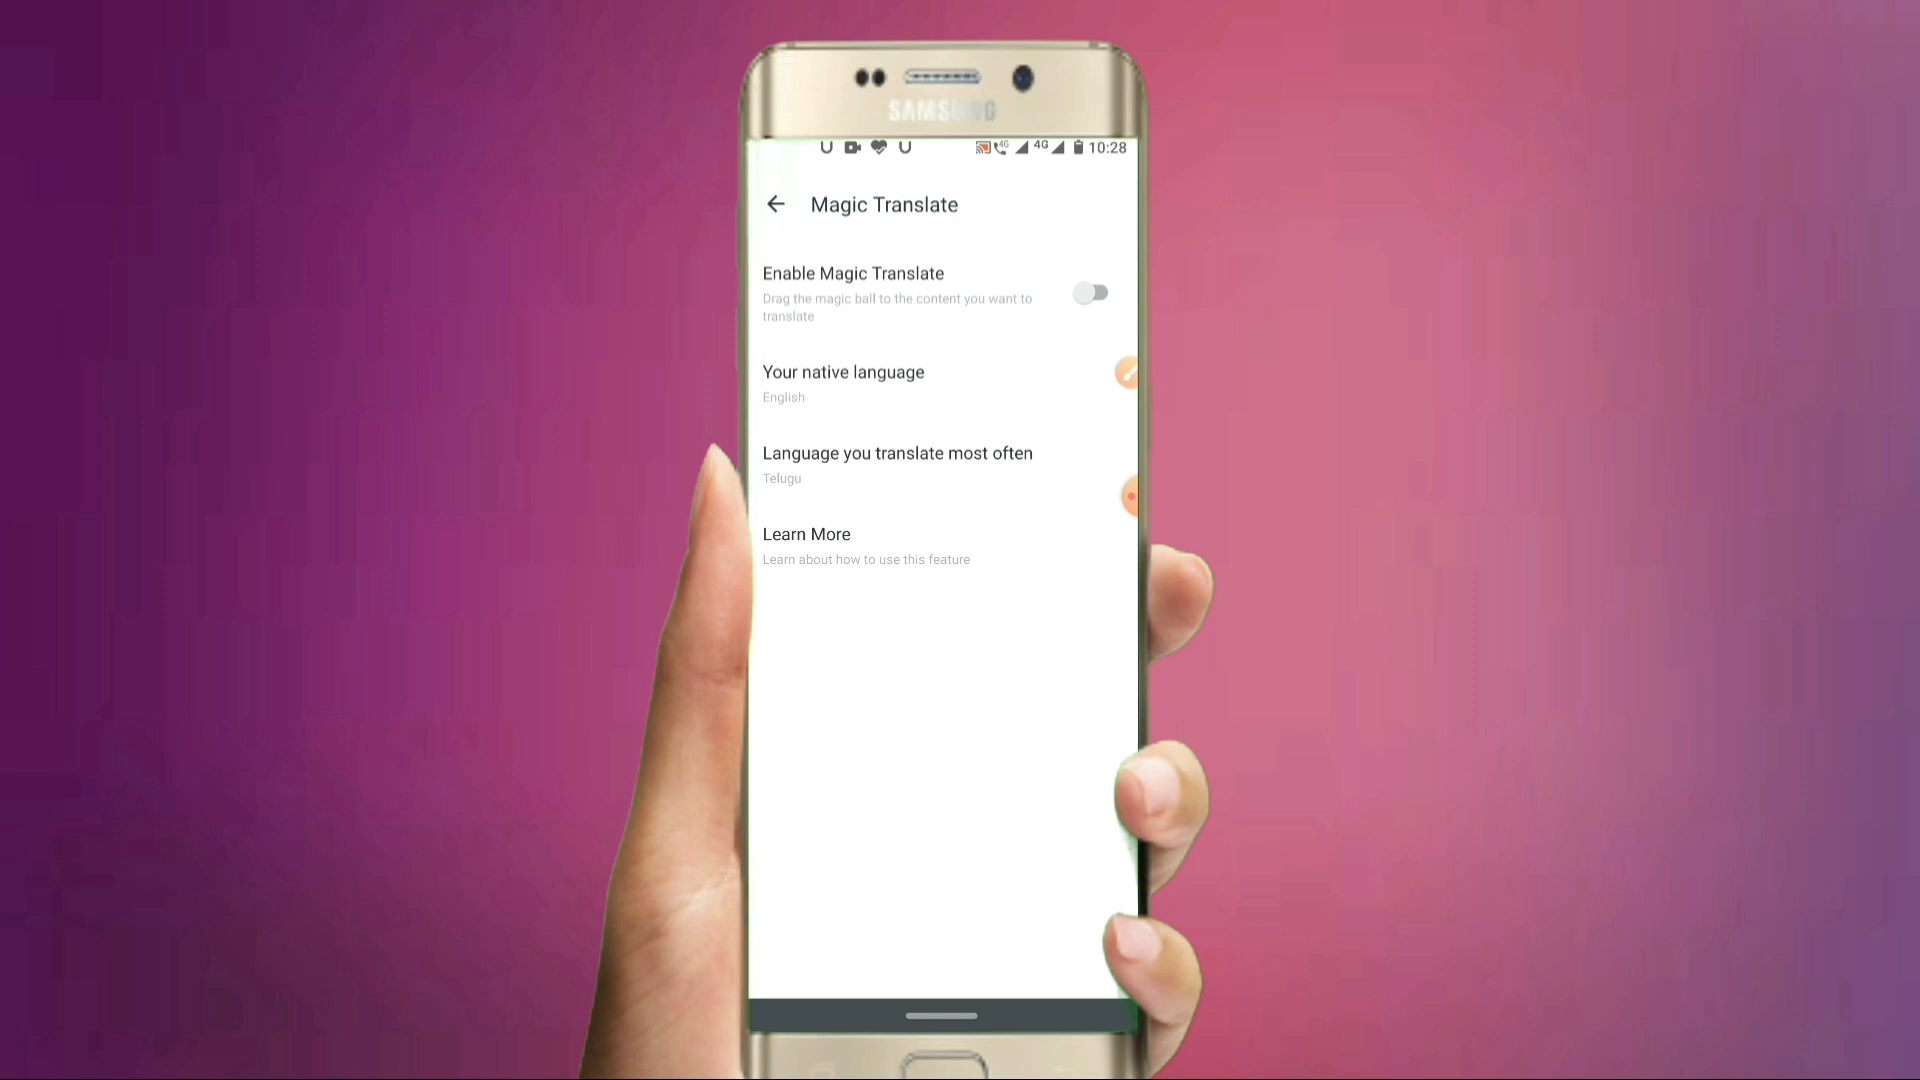 SAMSUNG
4G 4G 10:28
Magic Translate
Enable Magic Translate
Drag the magic ball to the content you want to
translate
Your native language
English
Language you translate most often
Telugu
Learn More
Learn about how to use this feature